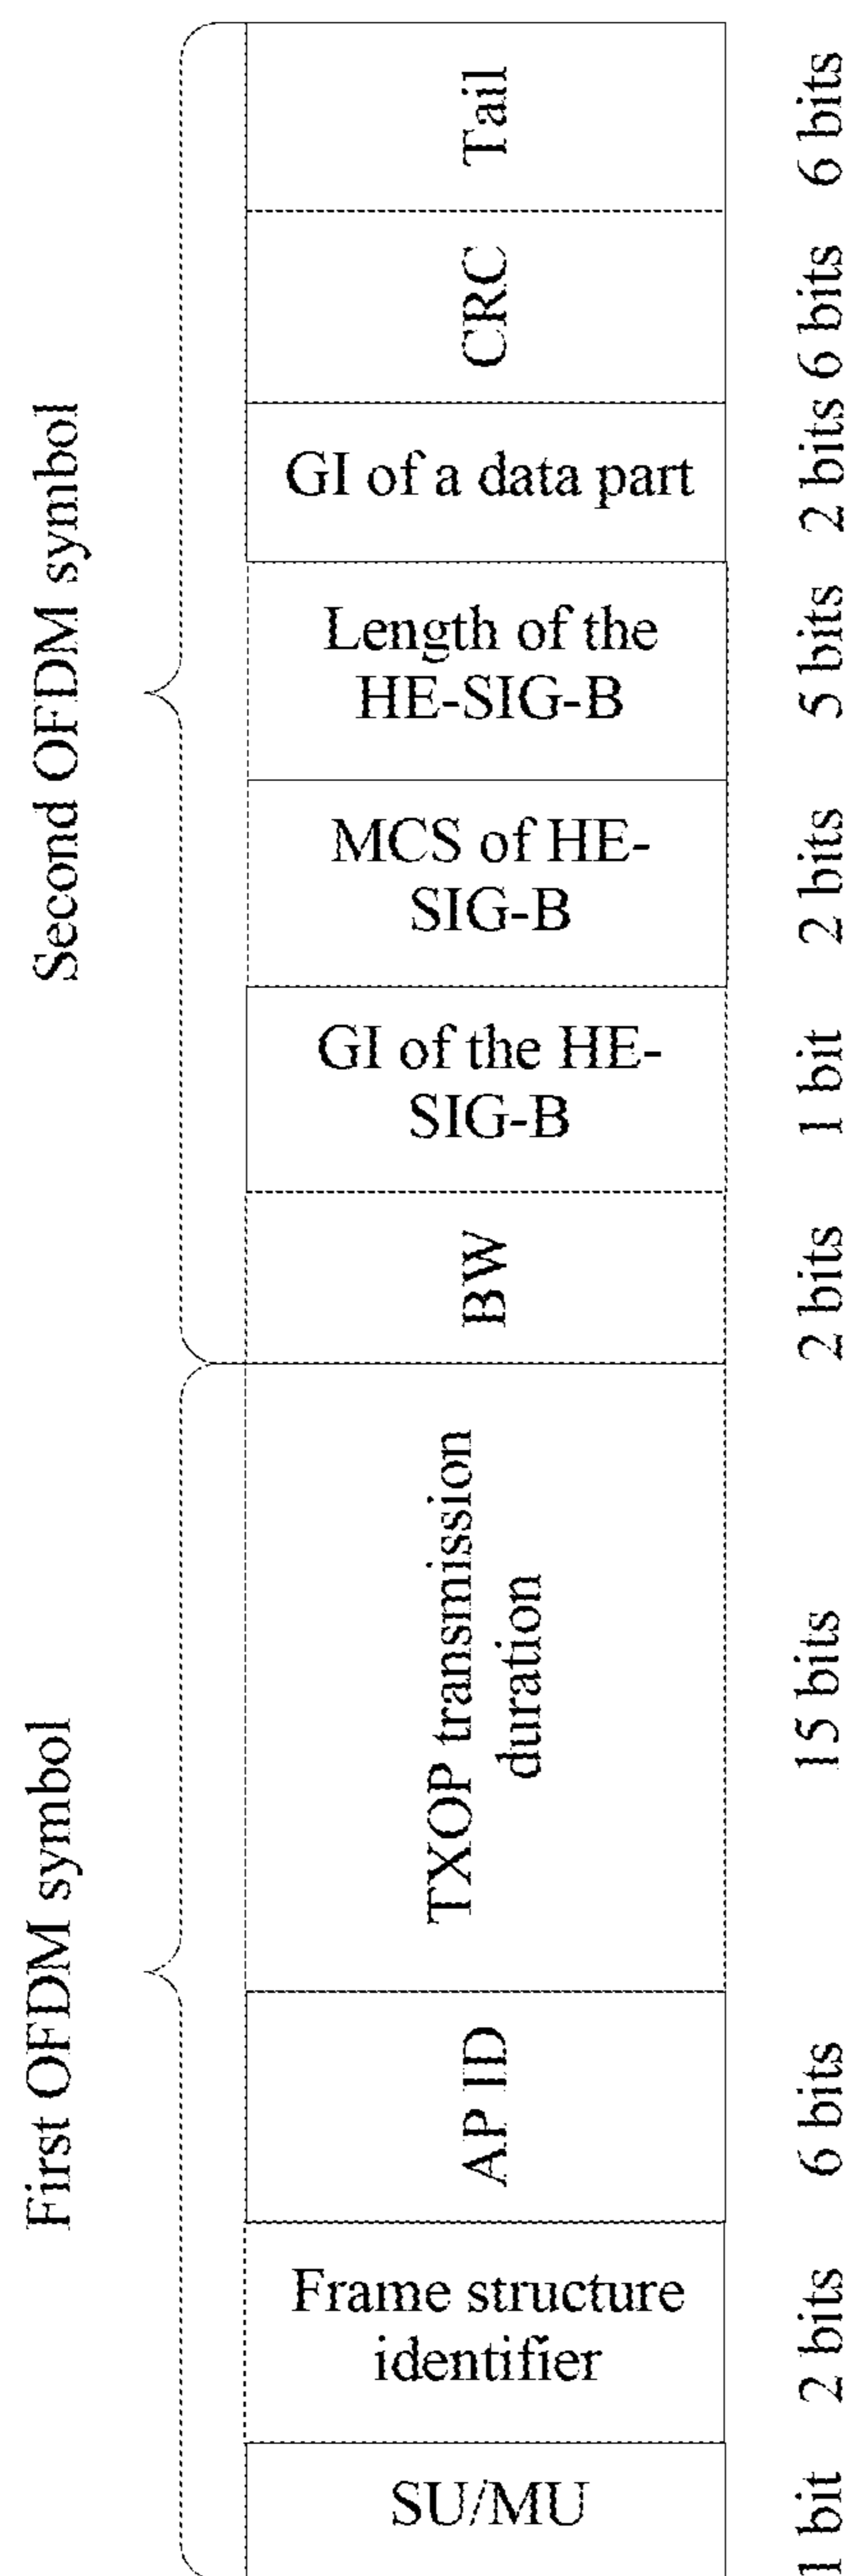 Second OFDM symbol
Tail
6 bits
CRC
6 bits
GI of a data part
2 bits
Length of the
HE-SIG-B
5 bits
MCS of HE-
SIG-B
2 bits
GI of the HE-
SIG-B
1 bit
BW
2 bits
First OFDM symbol
TXOP transmission
duration
15 bits
AP ID
6 bits
Frame structure
identifier
2 bits
SU/MU
1 bit